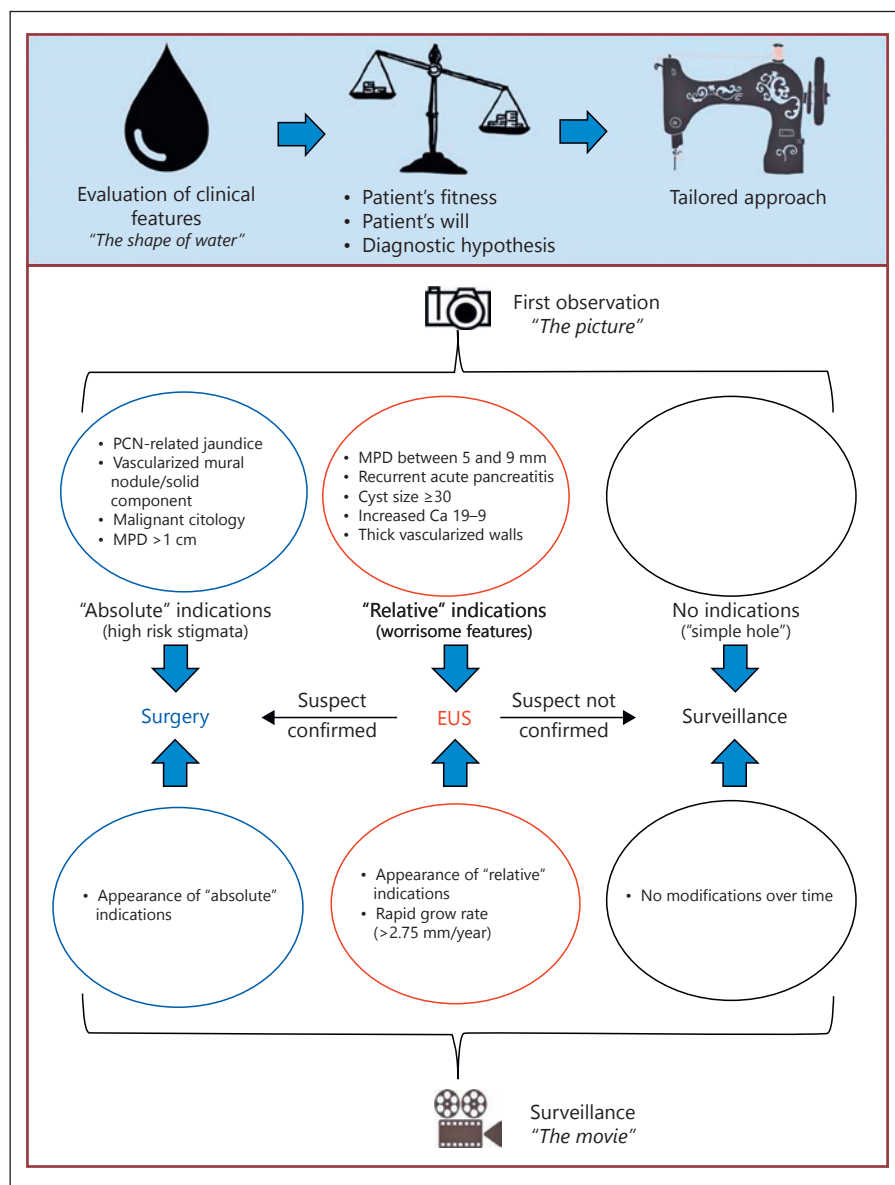 Evaluation of clinical
features
"The shape of water"
• Patient's fitness
• Patient's will
• Diagnostic hypothesis
Tailored approach
First observation
"The picture"
• PCN-related jaundice
• Vascularized mural
nodule/solid
component
• Malignant citology
• MPD >1 cm
• MPD between 5 and 9 mm
• Recurrent acute pancreatitis
• Cyst size ≥30
• Increased Ca 19–9
• Thick vascularized walls
"Absolute" indications
(high risk stigmata)
"Relative" indications
(worrisome features)
No indications
("simple hole")
Surgery
Suspect
confirmed
EUS
Suspect not
confirmed
Surveillance
• Appearance of "absolute"
indications
• Appearance of "relative"
indications
• Rapid grow rate
(>2.75 mm/year)
• No modifications over time
Surveillance
"The movie"